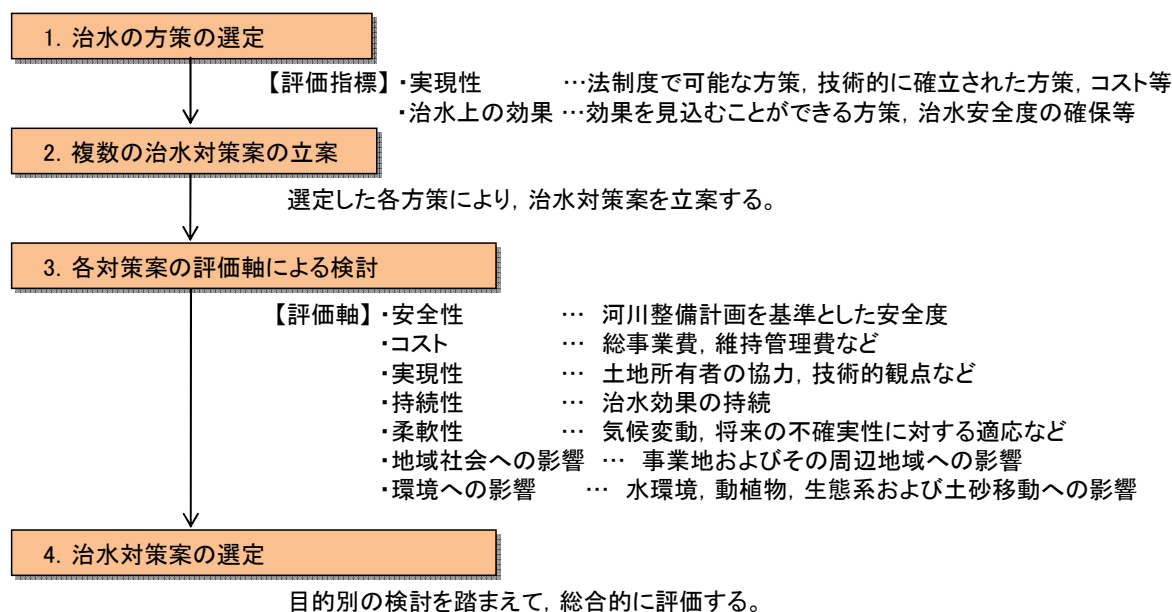 1. 治水の方策の選定
【評価指標】・実現性 …法制度で可能な方策, 技術的に確立された方策, コスト等
・治水上の効果 …効果を見込むことができる方策, 治水安全度の確保等
2. 複数の治水対策案の立案
選定した各方策により, 治水対策案を立案する。
3. 各対策案の評価軸による検討
【評価軸】・安全性 … 河川整備計画を基準とした安全度
・コスト … 総事業費, 維持管理費など
・実現性 … 土地所有者の協力, 技術的観点など
・持続性 … 治水効果の持続
・柔軟性 … 気候変動, 将来の不確実性に対する適応など
・地域社会への影響 … 事業地およびその周辺地域への影響
・環境への影響 … 水環境, 動植物, 生態系および土砂移動への影響
4. 治水対策案の選定
目的別の検討を踏まえて, 総合的に評価する。